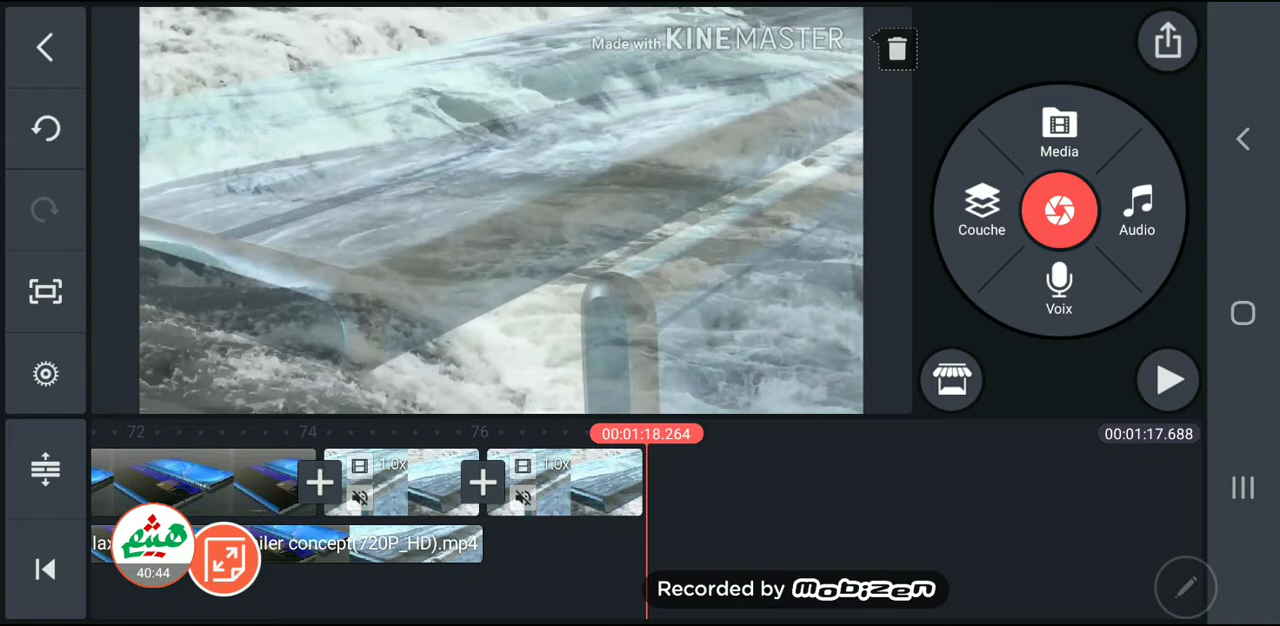 Made with KINEMASTER
Media
Couche
Audio
Voix
72
74
76
00:01:18.264
00:01:17.688
1.0x
1.0x
iler concept(720P_HD).mp4
40:44
Recorded by mobizen